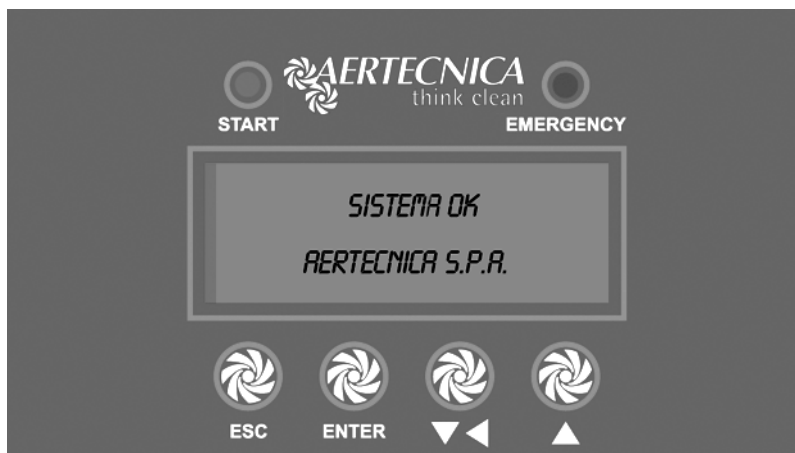 AERTECNICA
think clean
START
EMERGENCY
SISTEMA OK
AERTECNICA S.P.A.
ESC
ENTER